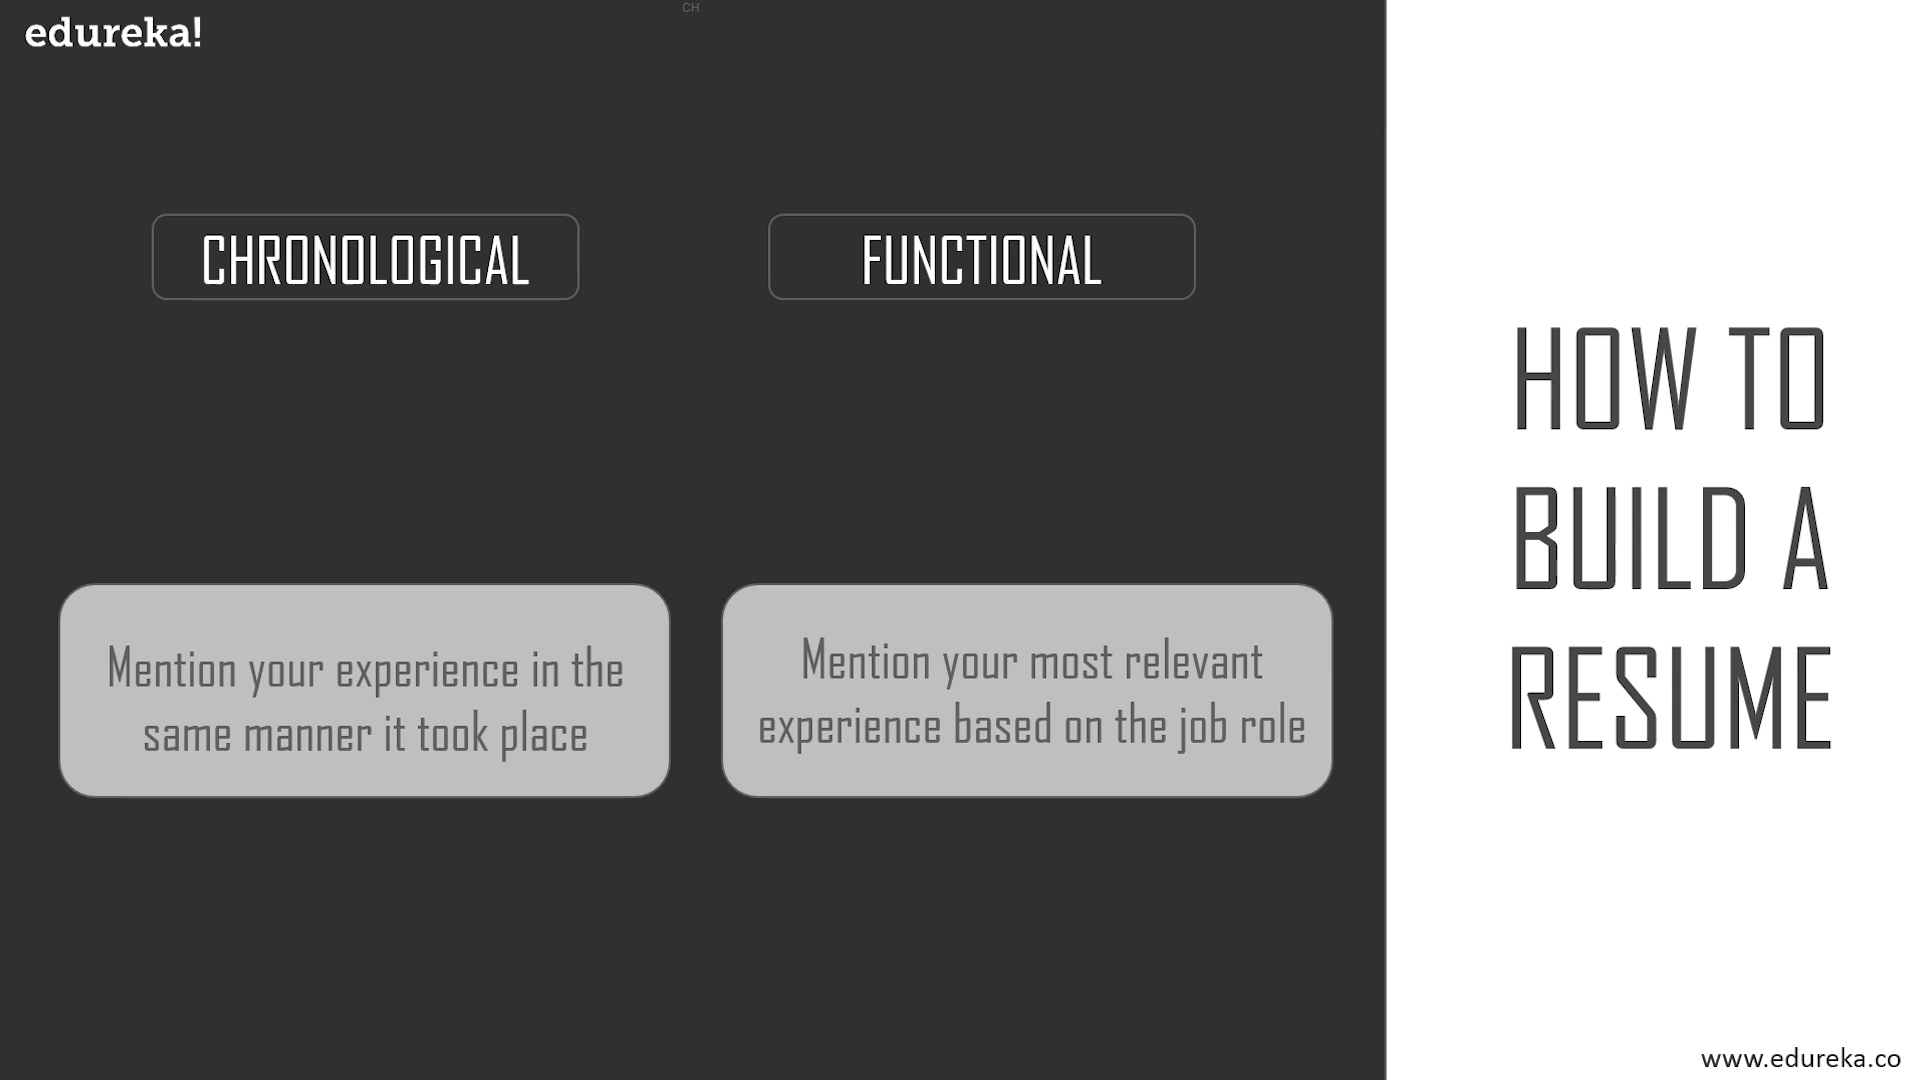 CH
edureka!
CHRONOLOGICAL
FUNCTIONAL
Mention your experience in the
same manner it took place
Mention your most relevant
experience based on the job role
HOW TO
BUILD A
RESUME
www.edureka.co